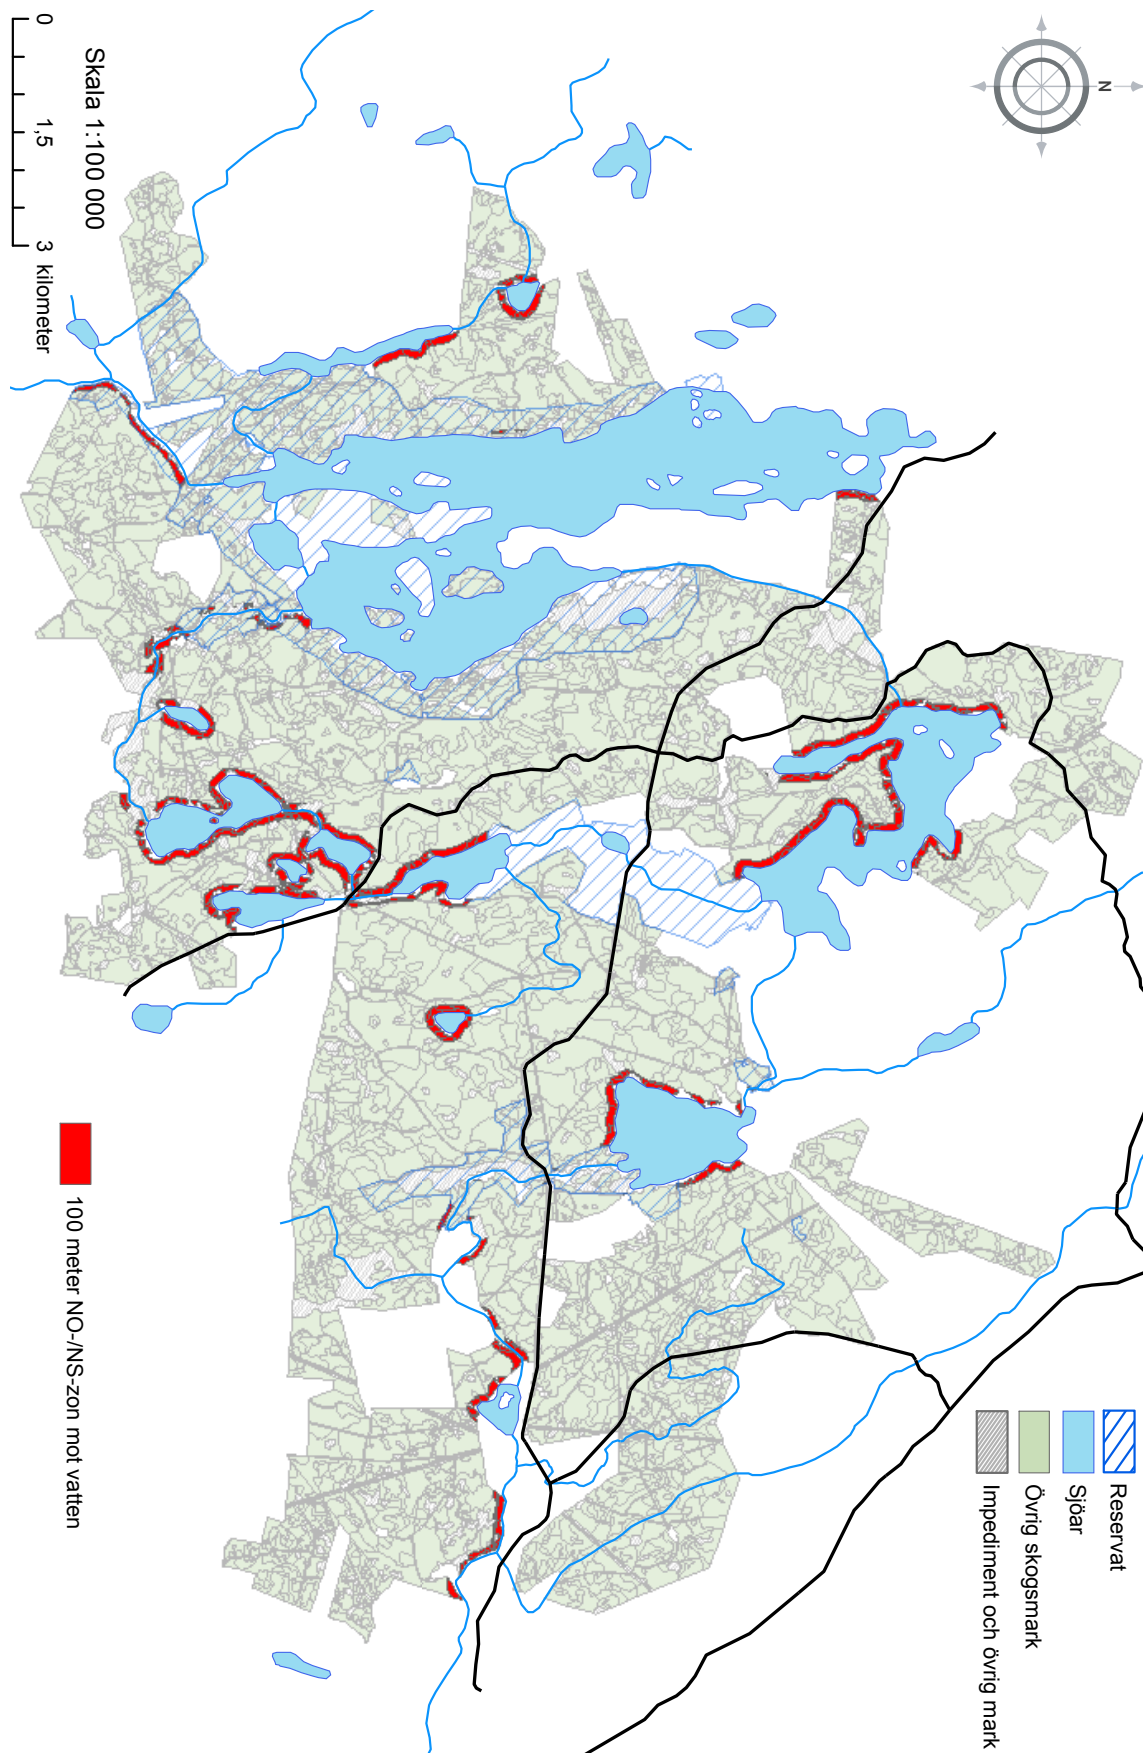 N
Reservat
Sjöar
Övrig skogsmark
Impediment och övrig mark
Skala 1:100 000
0 1,5 3 kilometer
100 meter NO-/NS-zon mot vatten